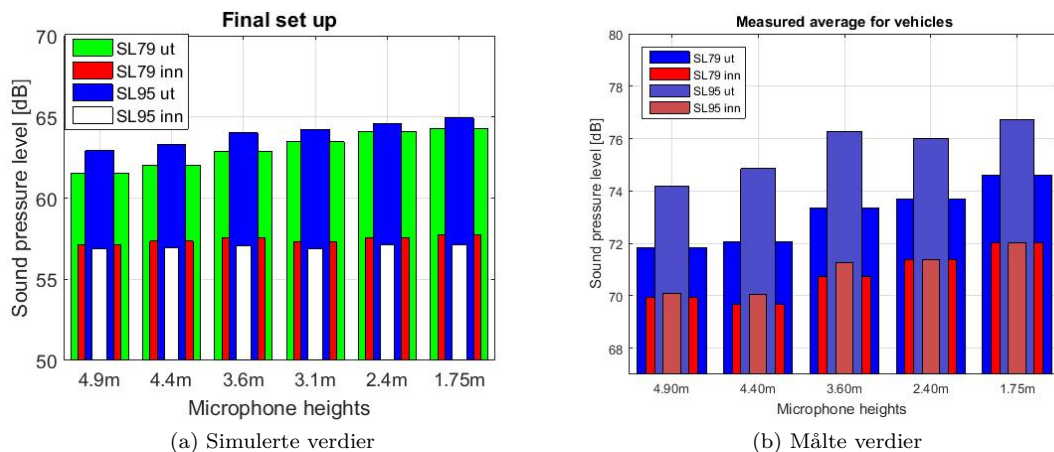 Final set up
Sound pressure level [dB]
70
65
60
55
50
SL79 ut
SL79 inn
SL95 ut
SL95 inn
4.9m 4.4m 3.6m 3.1m 2.4m 1.75m
Microphone heights
(a) Simulerte verdier
Measured average for vehicles
Sound pressure level [dB]
80
78
76
74
72
70
68
SL79 ut
SL79 inn
SL95 ut
SL95 inn
4.90m 4.40m 3.60m 2.40m 1.75m
Microphone heights
(b) Målte verdier